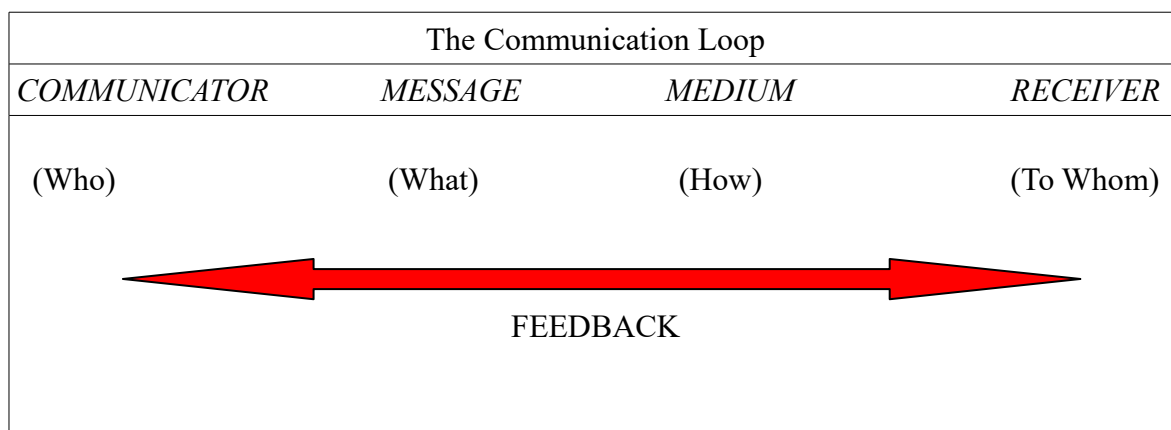 The Communication Loop
COMMUNICATOR MESSAGE MEDIUM RECEIVER
(Who) (What) (How) (To Whom)
FEEDBACK